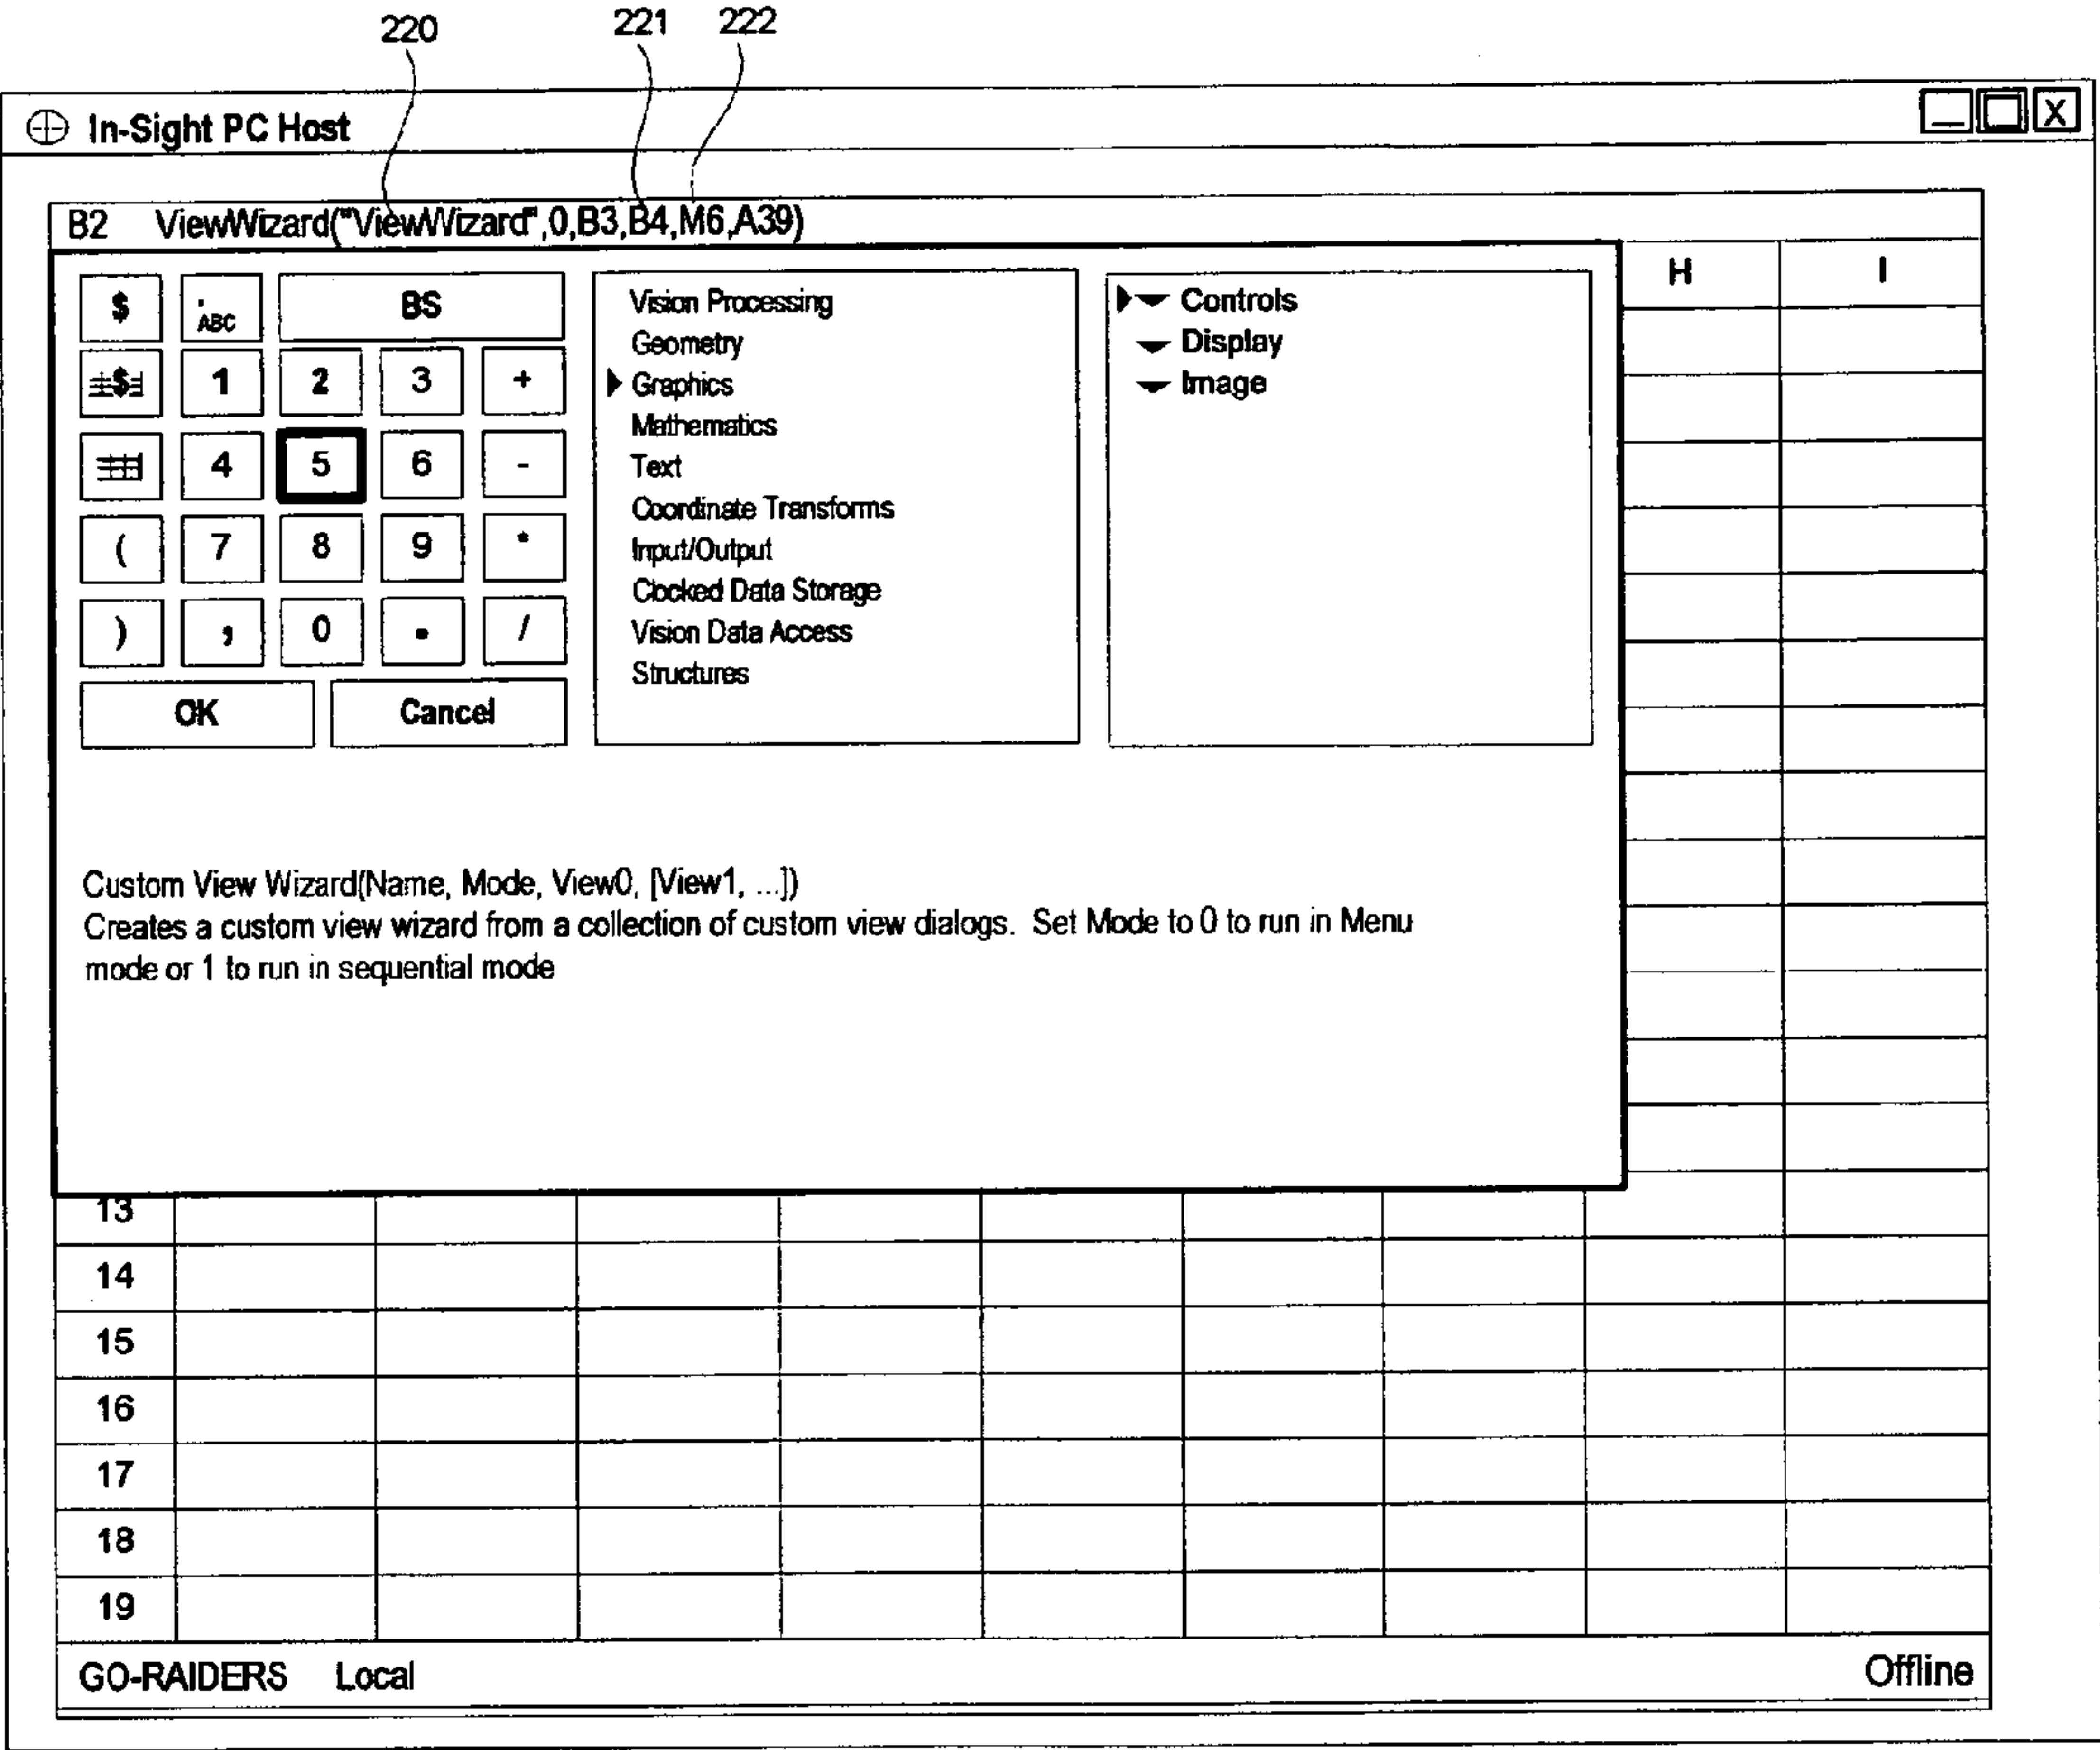 220 221 222
In-Sight PC Host X
B2 ViewWizard("ViewWizard",0,B3,B4,M6,A39)
H I
$ . ABC BS
$ 1 2 3 +
4 5 6 -
( 7 8 9 *
) , 0 . /
OK Cancel
Vision Processing
Geometry
Graphics
Mathematics
Text
Coordinate Transforms
Input/Output
Clocked Data Storage
Vision Data Access
Structures
Controls
Display
Image
Custom View Wizard(Name, Mode, View0, [View1, ...])
Creates a custom view wizard from a collection of custom view dialogs. Set Mode to 0 to run in Menu
mode or 1 to run in sequential mode
13
14
15
16
17
18
19
GO-RAIDERS Local Offline